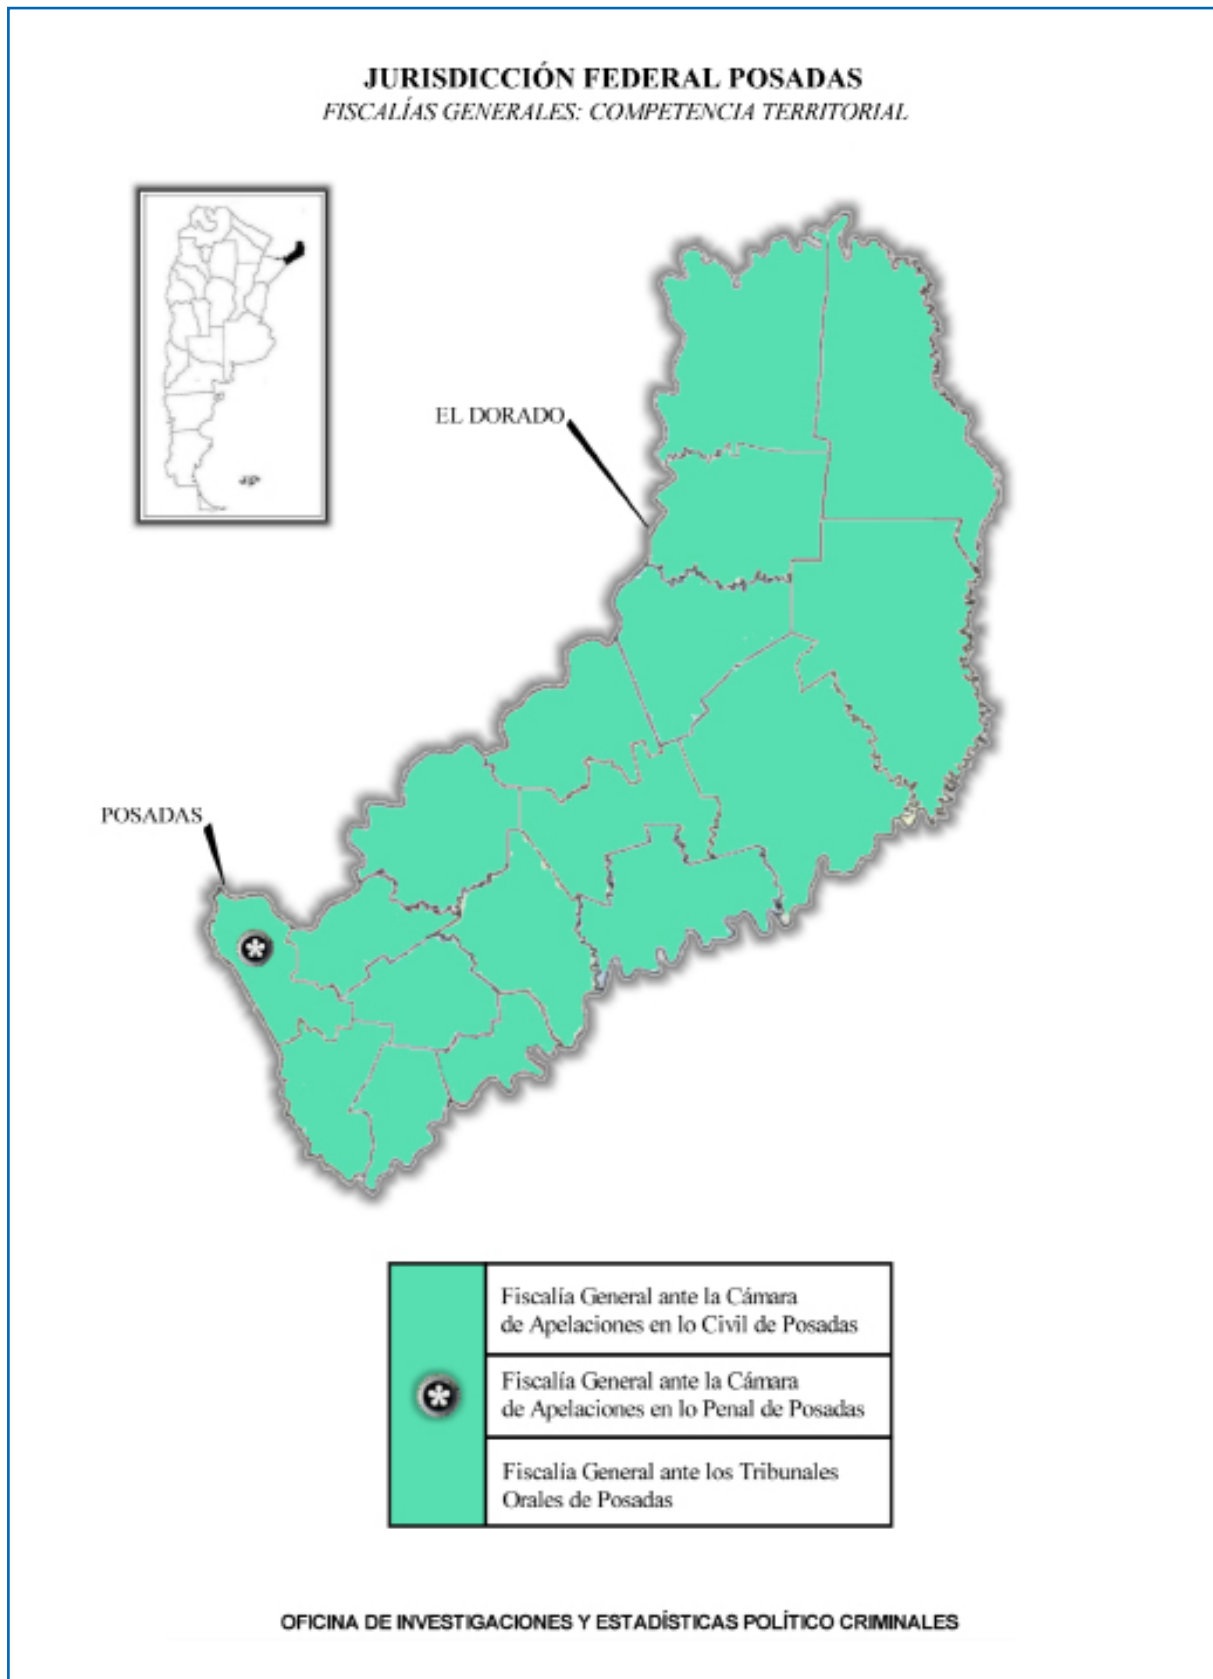 JURISDICCIÓN FEDERAL POSADAS
FISCALÍAS GENERALES: COMPETENCIA TERRITORIAL
EL DORADO
POSADAS
Fiscalía General ante la Cámara
de Apelaciones en lo Civil de Posadas
Fiscalía General ante la Cámara
de Apelaciones en lo Penal de Posadas
Fiscalía General ante los Tribunales
Orales de Posadas
OFICINA DE INVESTIGACIONES Y ESTADÍSTICAS POLÍTICO CRIMINALES